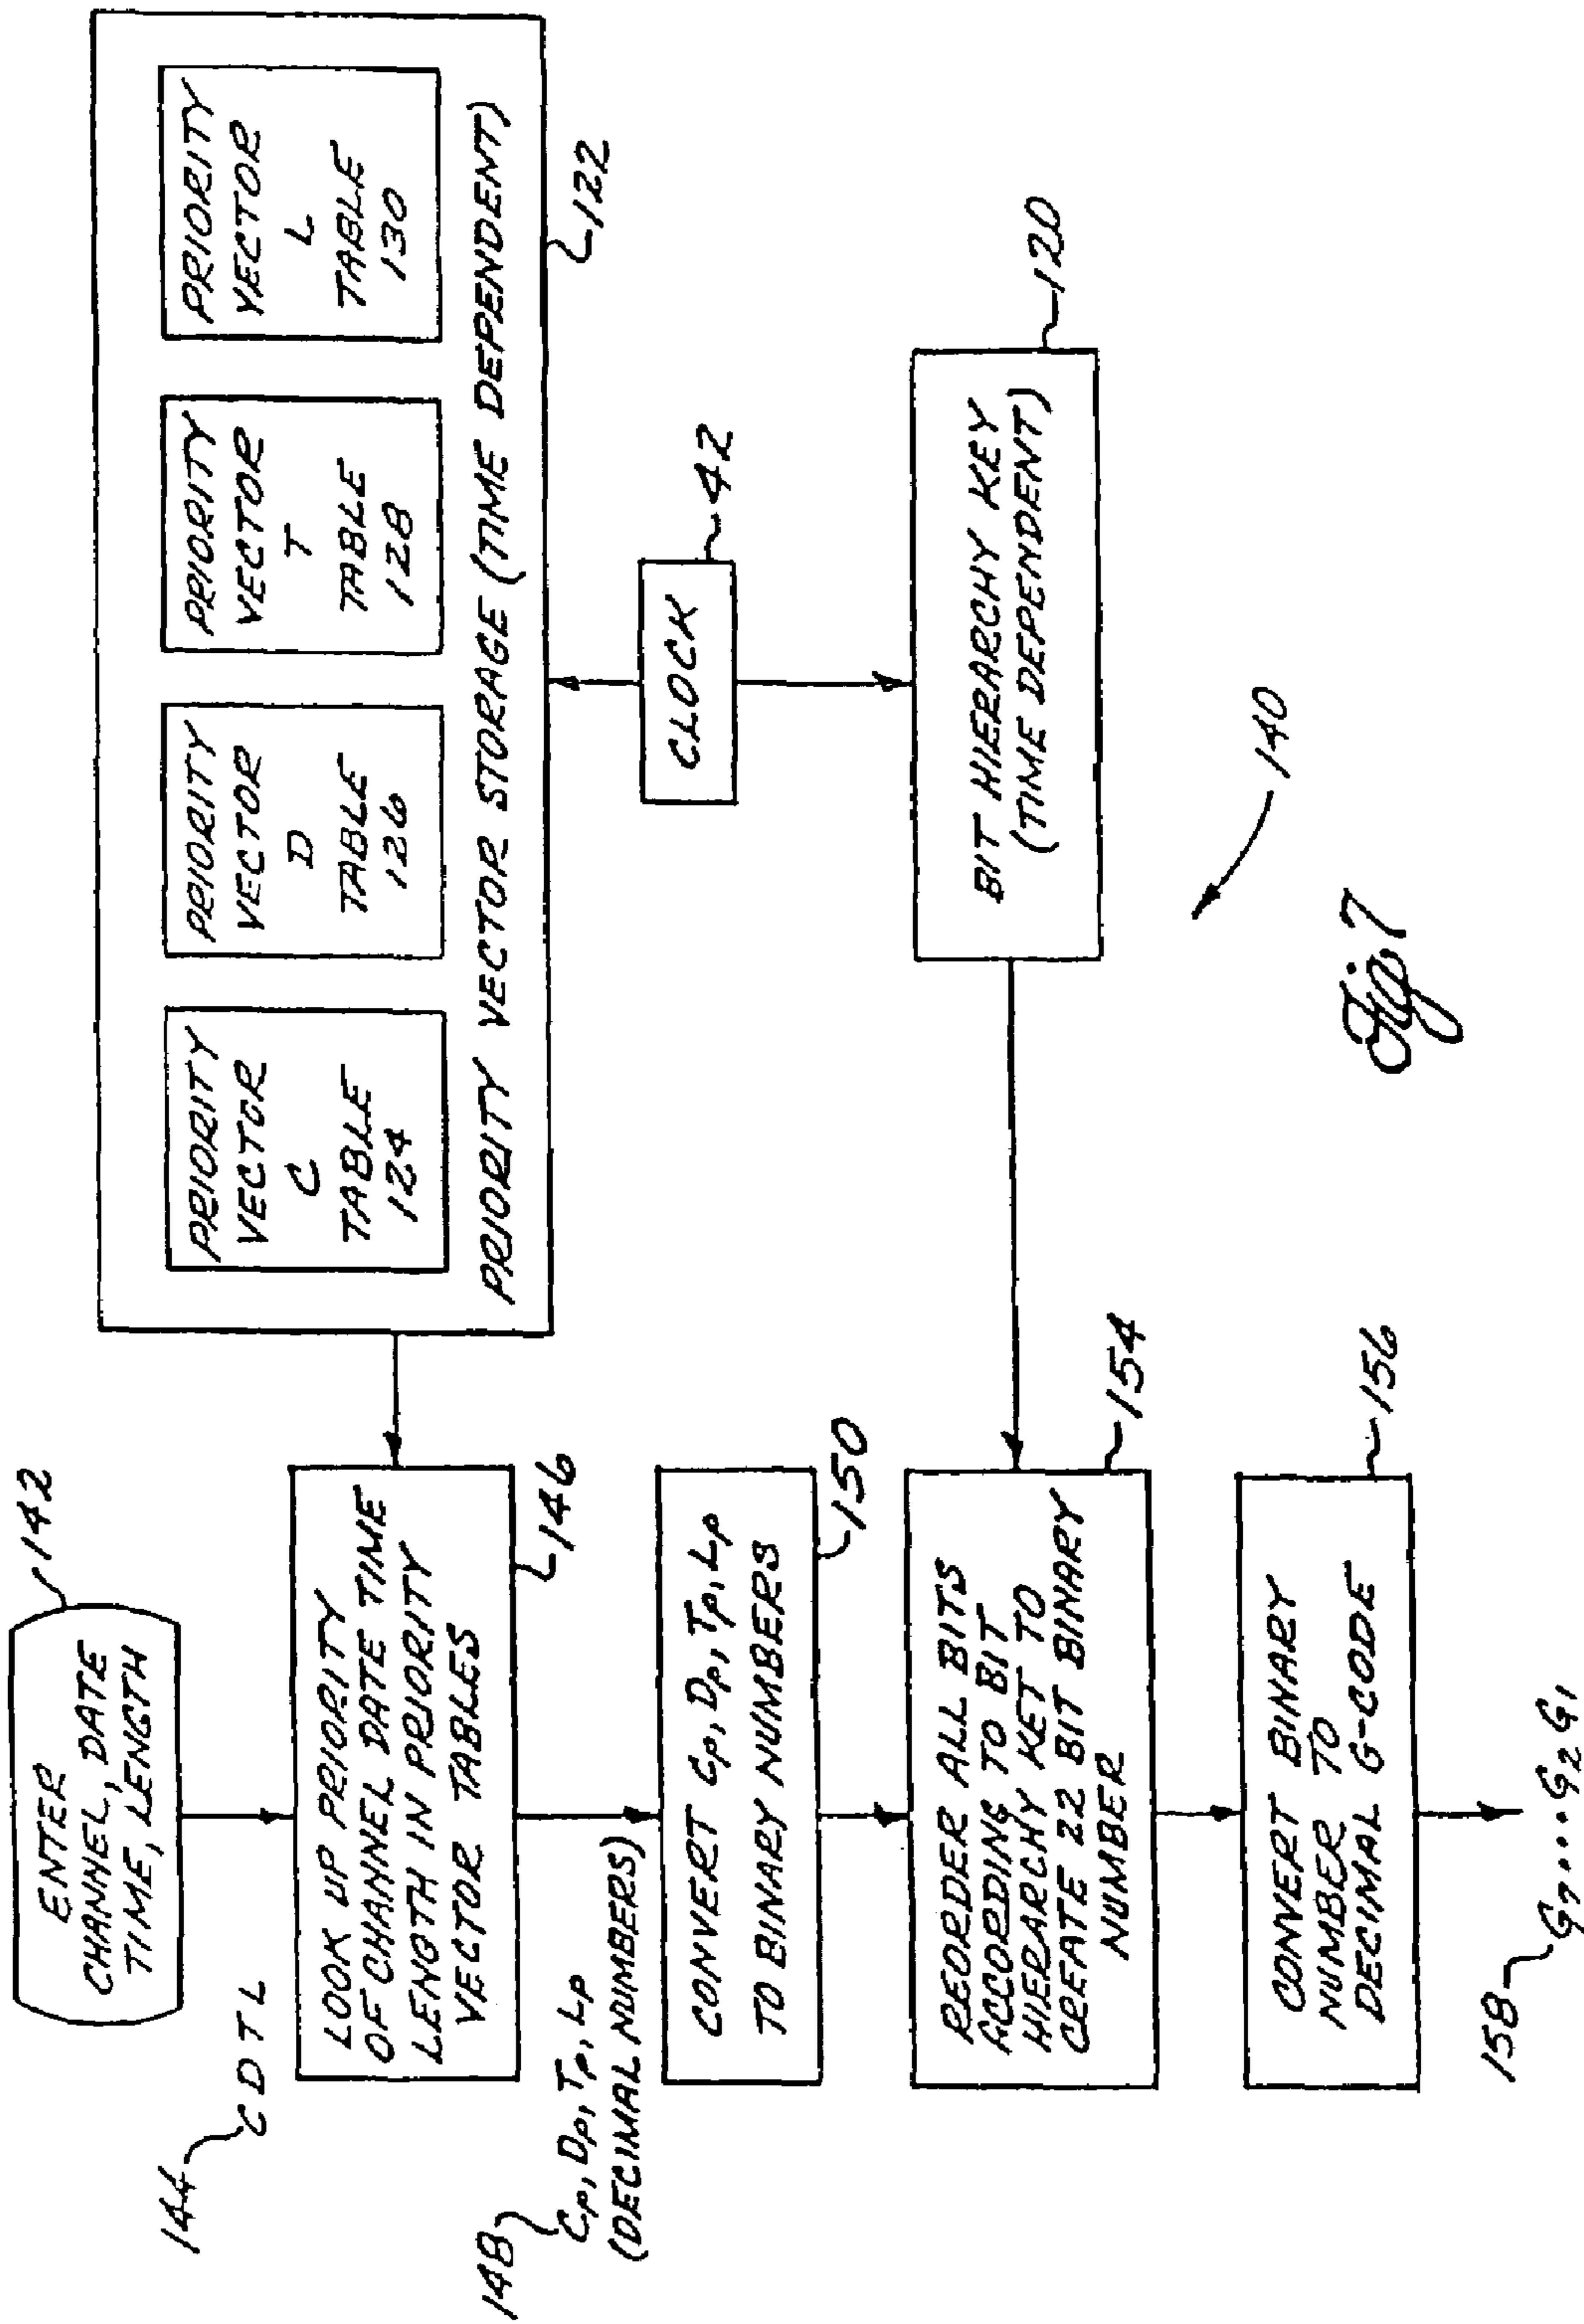 ENTER
CHANNEL, DATE
TIME, LENGTH
142
144
C D T L
LOOK UP PRIORITY
OF CHANNEL DATE TIME
LENGTH IN PRIORITY
VECTOR TABLES
146
148
Cp, Dp, Tp, Lp
(DECIMAL NUMBERS)
CONVERT Cp, Dp, Tp, Lp
TO BINARY NUMBERS
150
REORDER ALL BITS
ACCORDING TO BIT
HIERARCHY KET TO
CREATE 22 BIT BINARY
NUMBER
154
CONVERT BINARY
NUMBER TO
DECIMAL G-CODE
156
158
G7....G2 G1
PRIORITY
VECTOR
C
TABLE
124
PRIORITY
VECTOR
D
TABLE
126
PRIORITY
VECTOR
T
TABLE
128
PRIORITY
VECTOR
L
TABLE
130
PRIORITY VECTOR STORAGE (TIME DEPENDENT)
122
CLOCK
42
BIT HIERARCHY KEY
(TIME DEPENDENT)
120
140
Fig. 7